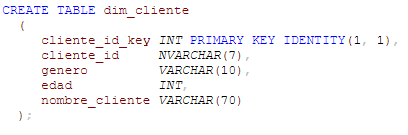 CREATE TABLE dim_cliente
(
cliente_id_key INT PRIMARY KEY IDENTITY(1, 1),
cliente_id NVARCHAR(7),
genero VARCHAR(10),
edad INT,
nombre_cliente VARCHAR(70)
);